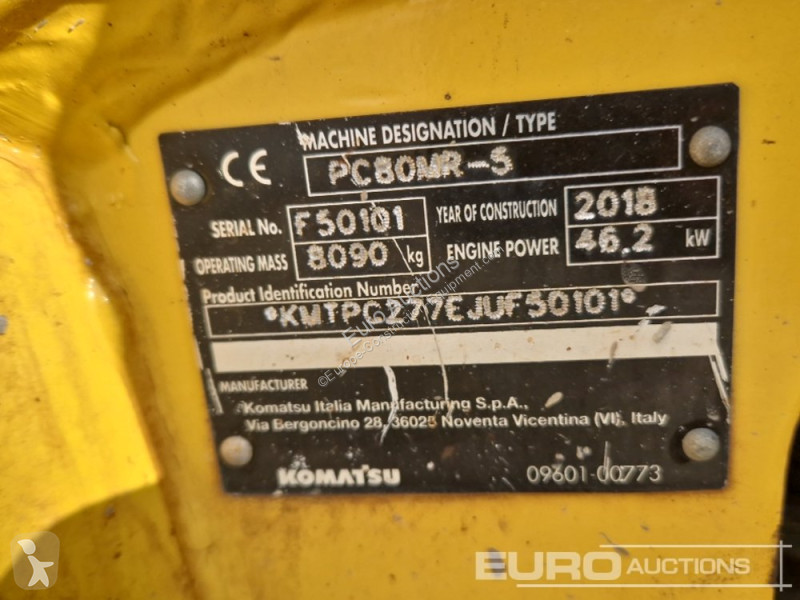 MACHINE DESIGNATION / TYPE
CE PC80MR-5
SERIAL No. F50101 YEAR OF CONSTRUCTION 2018
OPERATING MASS 8090 kg ENGINE POWER 46.2 kW
Product Identification Number
*KMTPC277EJUF50101*
MANUFACTURER
Komatsu Italia Manufacturing S.p.A.,
Via Bergoncino 28, 36025 Noventa Vicentina (VI), Italy
KOMATSU 09601-00773
Euro Auctions
EURO AUCTIONS